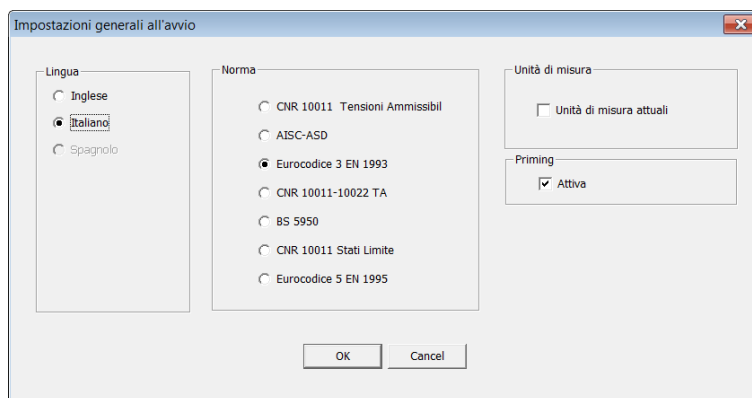 Impostazioni generali all'avvio
Lingua
Inglese
Italiano
Spagnolo
Norma
CNR 10011 Tensioni Ammissibil
AISC-ASD
Eurocodice 3 EN 1993
CNR 10011-10022 TA
BS 5950
CNR 10011 Stati Limite
Eurocodice 5 EN 1995
Unità di misura
Unità di misura attuali
Priming
Attiva
OK
Cancel